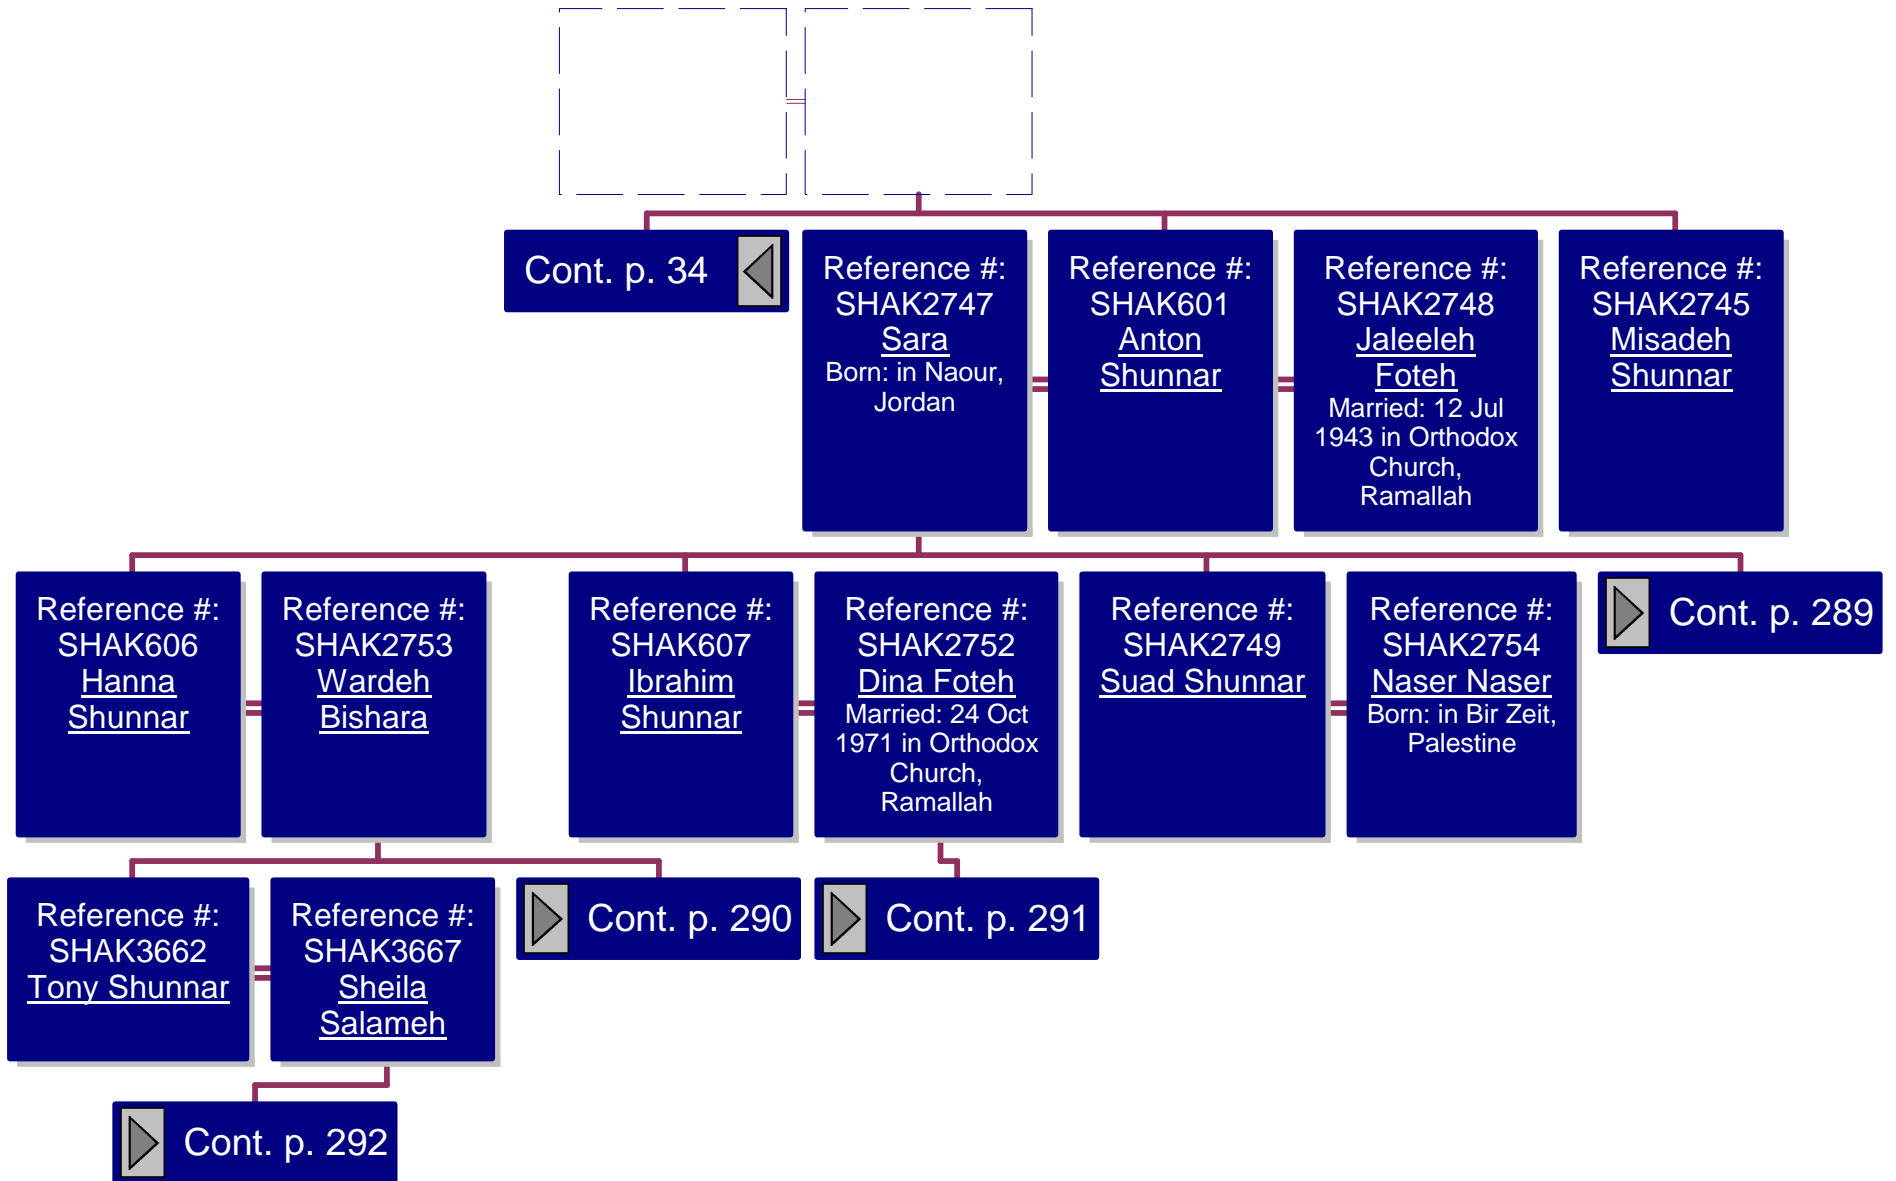 Cont. p. 34
Reference #:
SHAK2747
Sara
Born: in Naour,
Jordan
Reference #:
SHAK601
Anton
Shunnar
Reference #:
SHAK2748
Jaleeleh
Foteh
Married: 12 Jul
1943 in Orthodox
Church,
Ramallah
Reference #:
SHAK2745
Misadeh
Shunnar
Reference #:
SHAK606
Hanna
Shunnar
Reference #:
SHAK2753
Wardeh
Bishara
Reference #:
SHAK607
Ibrahim
Shunnar
Reference #:
SHAK2752
Dina Foteh
Married: 24 Oct
1971 in Orthodox
Church,
Ramallah
Reference #:
SHAK2749
Suad Shunnar
Reference #:
SHAK2754
Naser Naser
Born: in Bir Zeit,
Palestine
Cont. p. 289
Reference #:
SHAK3662
Tony Shunnar
Reference #:
SHAK3667
Sheila
Salameh
Cont. p. 290
Cont. p. 291
Cont. p. 292